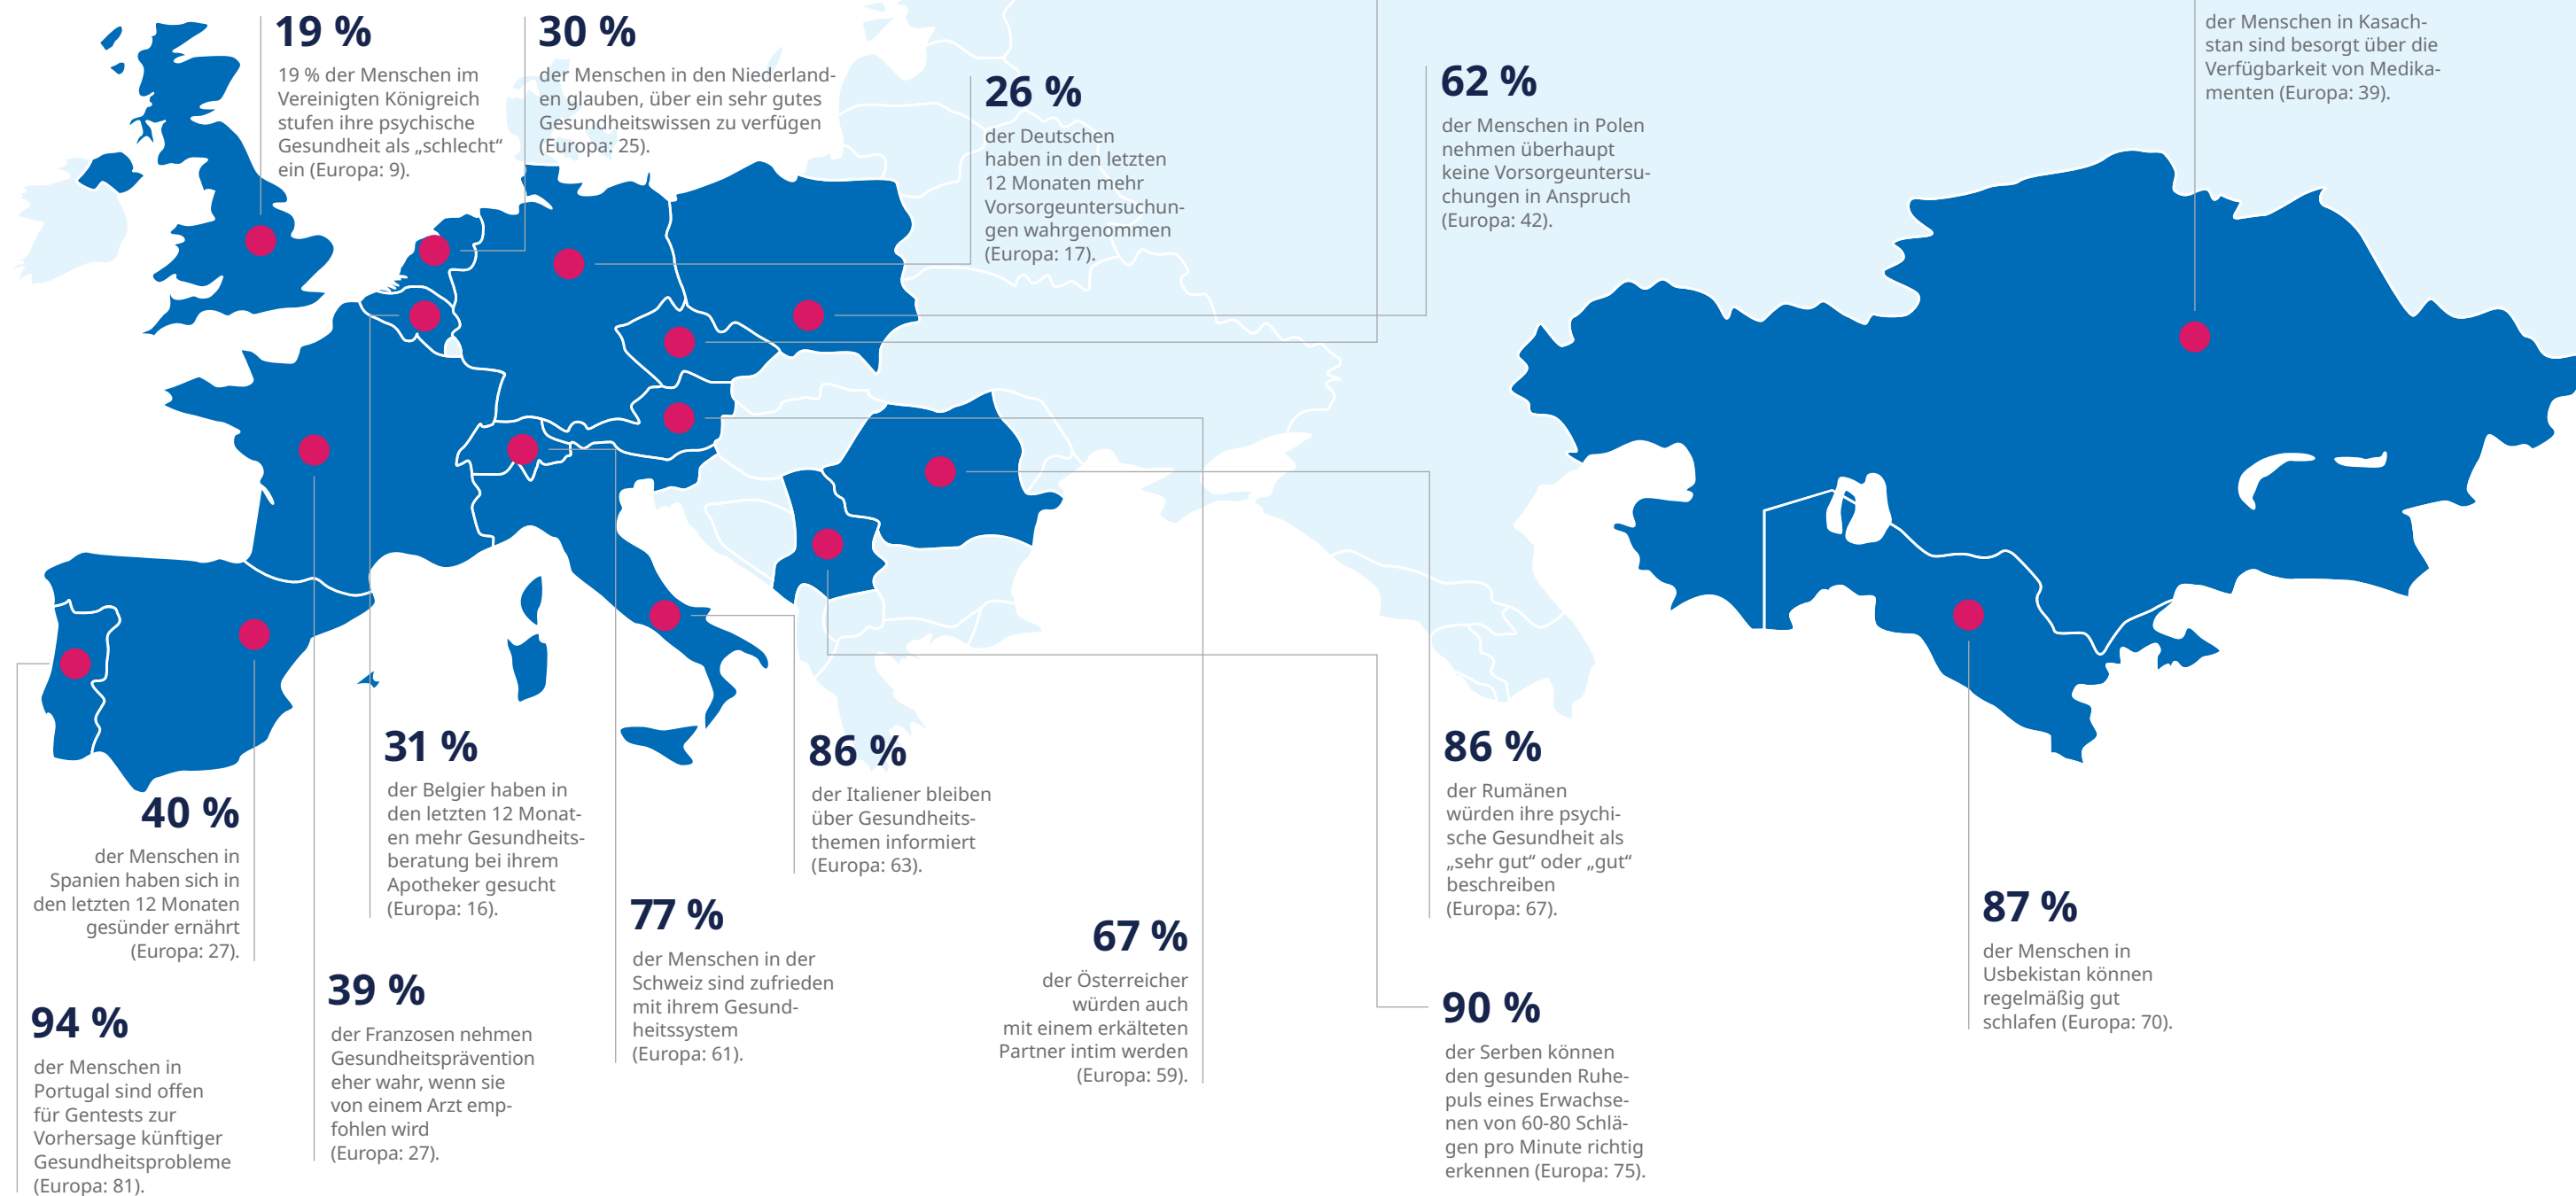 19 %
19 % der Menschen im
Vereinigten Königreich
stufen ihre psychische
Gesundheit als „schlecht“
ein (Europa: 9).
30 %
der Menschen in den Niederland-
en glauben, über ein sehr gutes
Gesundheitswissen zu verfügen
(Europa: 25).
26 %
der Deutschen
haben in den letzten
12 Monaten mehr
Vorsorgeuntersuchun-
gen wahrgenommen
(Europa: 17).
62 %
der Menschen in Polen
nehmen überhaupt
keine Vorsorgeuntersu-
chungen in Anspruch
(Europa: 42).
der Menschen in Kasach-
stan sind besorgt über die
Verfügbarkeit von Medika-
menten (Europa: 39).
40 %
der Menschen in
Spanien haben sich in
den letzten 12 Monaten
gesünder ernährt
(Europa: 27).
94 %
der Menschen in
Portugal sind offen
für Gentests zur
Vorhersage künftiger
Gesundheitsprobleme
(Europa: 81).
31 %
der Belgier haben in
den letzten 12 Monat-
en mehr Gesundheits-
beratung bei ihrem
Apotheker gesucht
(Europa: 16).
39 %
der Franzosen nehmen
Gesundheitsprävention
eher wahr, wenn sie
von einem Arzt emp-
fohlen wird
(Europa: 27).
77 %
der Menschen in der
Schweiz sind zufrieden
mit ihrem Gesund-
heitssystem
(Europa: 61).
86 %
der Italiener bleiben
über Gesundheits-
themen informiert
(Europa: 63).
67 %
der Österreicher
würden auch
mit einem erkälteten
Partner intim werden
(Europa: 59).
86 %
der Rumänen
würden ihre psychi-
sche Gesundheit als
„sehr gut“ oder „gut“
beschreiben
(Europa: 67).
90 %
der Serben können
den gesunden Ruhe-
puls eines Erwachse-
nen von 60-80 Schlä-
gen pro Minute richtig
erkennen (Europa: 75).
87 %
der Menschen in
Usbekistan können
regelmäßig gut
schlafen (Europa: 70).